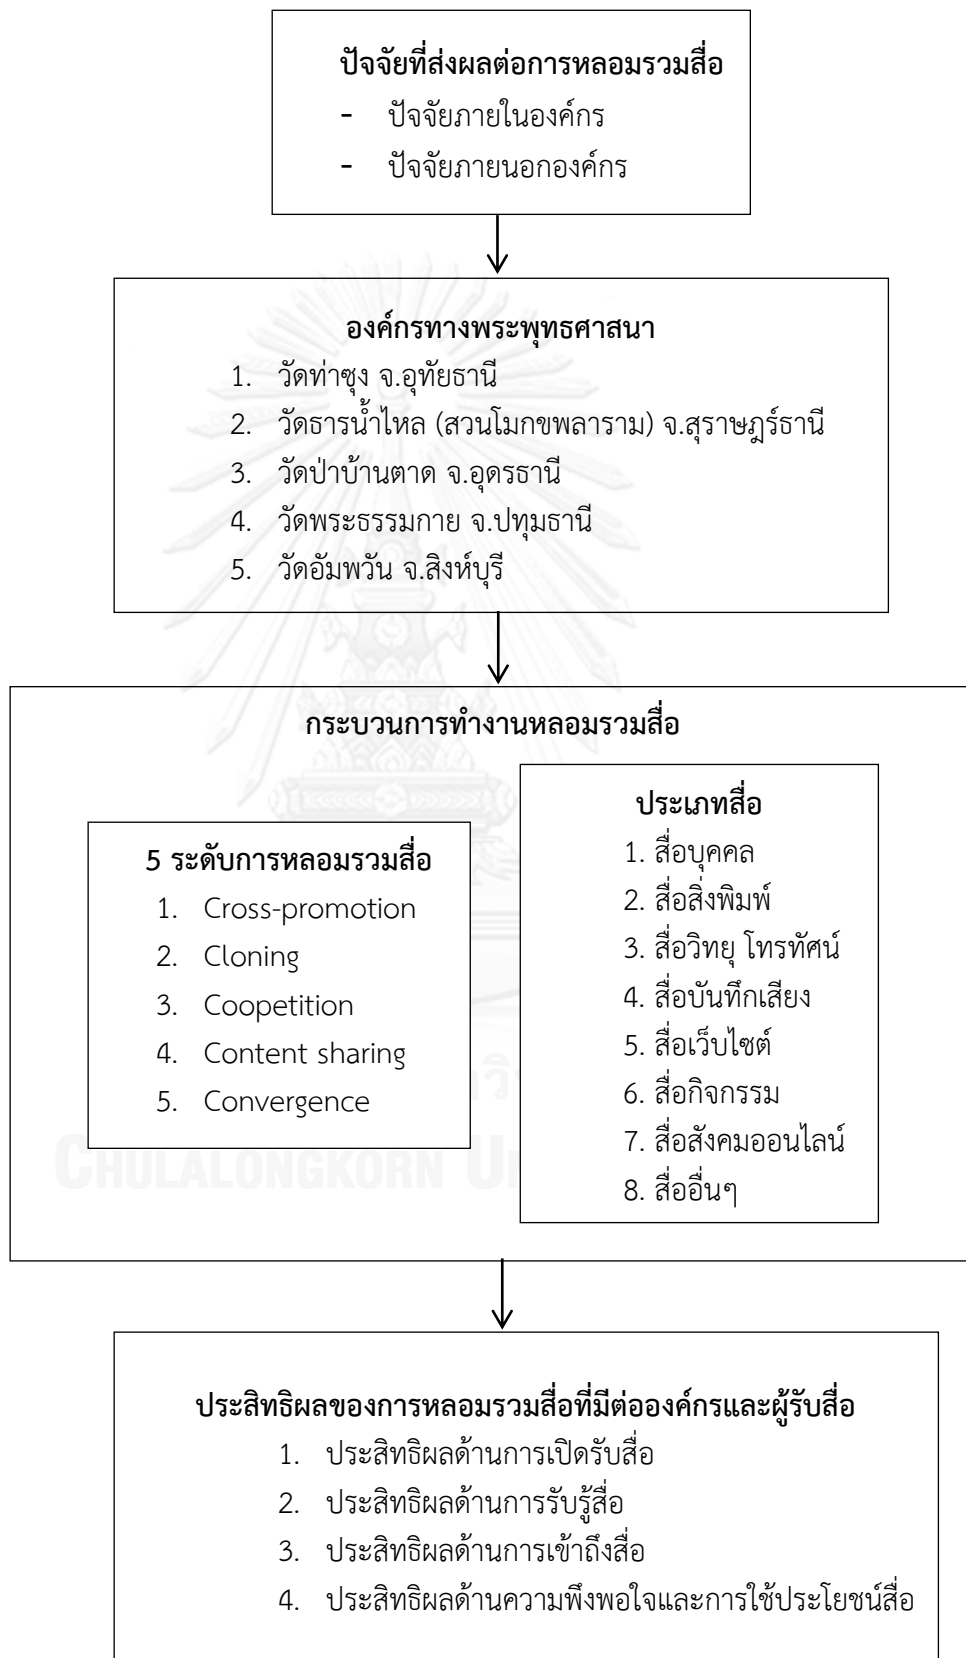 ปัจจัยที่ส่งผลต่อการหลอมรวมสื่อ
- ปัจจัยภายในองค์กร
- ปัจจัยภายนอกองค์กร
องค์กรทางพระพุทธศาสนา
1. วัดท่าซุง จ.อุทัยธานี
2. วัดธารน้ำไหล (สวนโมกขพลาราม) จ.สุราษฎร์ธานี
3. วัดป่าบ้านตาด จ.อุดรธานี
4. วัดพระธรรมกาย จ.ปทุมธานี
5. วัดอัมพวัน จ.สิงห์บุรี
กระบวนการทำงานหลอมรวมสื่อ
5 ระดับการหลอมรวมสื่อ
1. Cross-promotion
2. Cloning
3. Coopetition
4. Content sharing
5. Convergence
ประเภทสื่อ
1. สื่อบุคคล
2. สื่อสิ่งพิมพ์
3. สื่อวิทยุ โทรทัศน์
4. สื่อบันทึกเสียง
5. สื่อเว็บไซต์
6. สื่อกิจกรรม
7. สื่อสังคมออนไลน์
8. สื่ออื่นๆ
CHULALONGKORN
ประสิทธิผลของการหลอมรวมสื่อที่มีต่อองค์กรและผู้รับสื่อ
1. ประสิทธิผลด้านการเปิดรับสื่อ
2. ประสิทธิผลด้านการรับรู้สื่อ
3. ประสิทธิผลด้านการเข้าถึงสื่อ
4. ประสิทธิผลด้านความพึงพอใจและการใช้ประโยชน์สื่อ